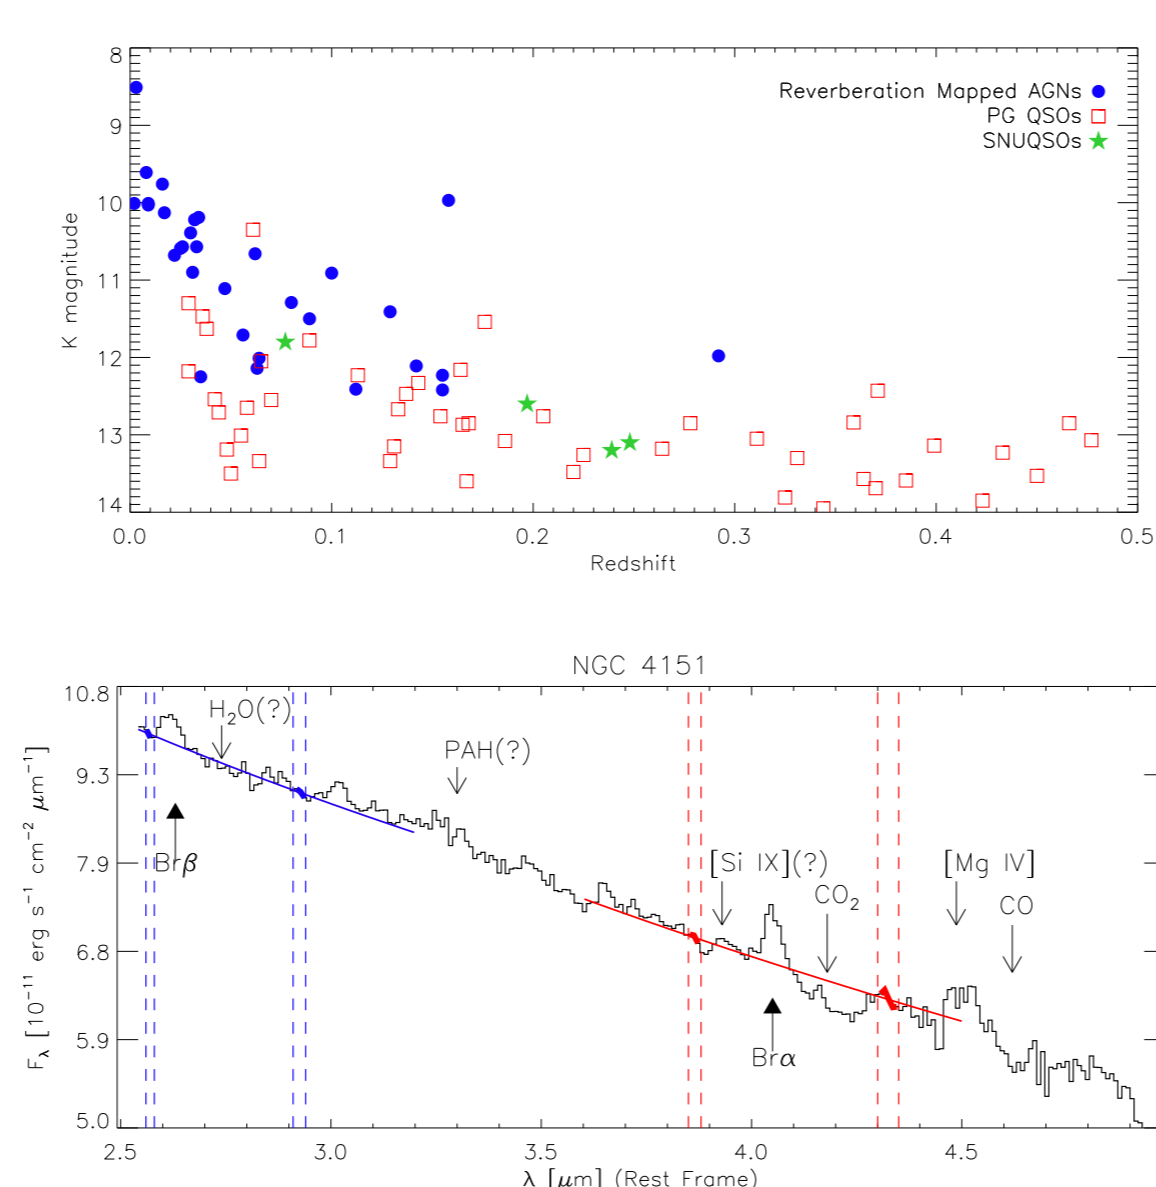 8
9
10
11
12
13
14
K magnitude
Reverberation Mapped AGNs
PG QSOs
SNUQSOs
0.0 0.1 0.2 0.3 0.4 0.5
Redshift
NGC 4151
10.8
9.3
7.9
6.8
5.9
5.0
F_λ [10⁻¹¹ erg s⁻¹ cm⁻² μm⁻¹]
H₂O(?)
PAH(?)
Brβ
[Si IX](?)
[Mg IV]
CO₂
CO
Brα
2.5 3.0 3.5 4.0 4.5
λ [μm] (Rest Frame)